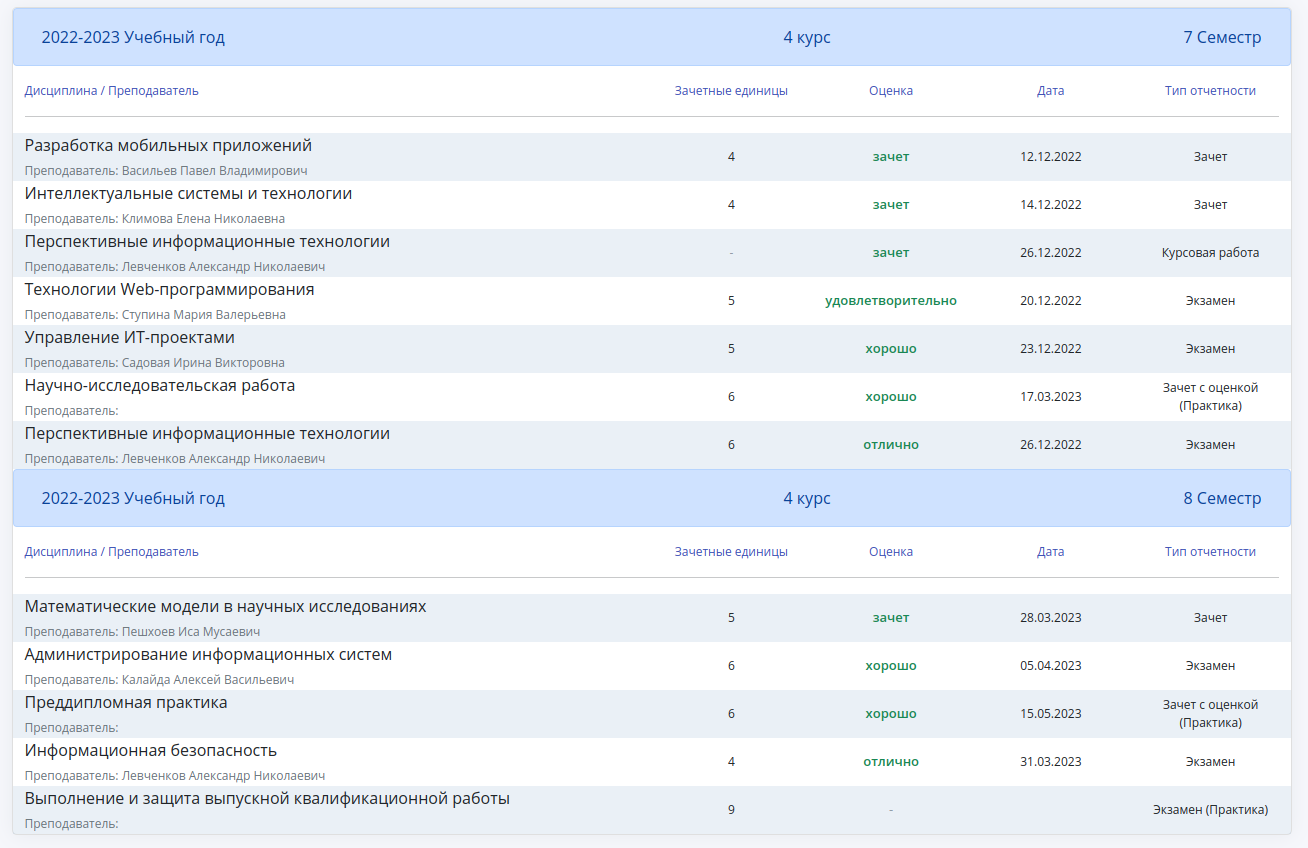 2022-2023 Учебный год 4 курс 7 Семестр
Дисциплина / Преподаватель Зачетные единицы Оценка Дата Тип отчетности
Разработка мобильных приложений
Преподаватель: Васильев Павел Владимирович
4 зачет 12.12.2022 Зачет
Интеллектуальные системы и технологии
Преподаватель: Климова Елена Николаевна
4 зачет 14.12.2022 Зачет
Перспективные информационные технологии
Преподаватель: Левченков Александр Николаевич
- зачет 26.12.2022 Курсовая работа
Технологии Web-программирования
Преподаватель: Ступина Мария Валерьевна
5 удовлетворительно 20.12.2022 Экзамен
Управление ИТ-проектами
Преподаватель: Садовая Ирина Викторовна
5 хорошо 23.12.2022 Экзамен
Научно-исследовательская работа
Преподаватель:
6 хорошо 17.03.2023 Зачет с оценкой
(Практика)
Перспективные информационные технологии
Преподаватель: Левченков Александр Николаевич
6 отлично 26.12.2022 Экзамен
2022-2023 Учебный год 4 курс 8 Семестр
Дисциплина / Преподаватель Зачетные единицы Оценка Дата Тип отчетности
Математические модели в научных исследованиях
Преподаватель: Пешхоев Иса Мусаевич
5 зачет 28.03.2023 Зачет
Администрирование информационных систем
Преподаватель: Калайда Алексей Васильевич
6 хорошо 05.04.2023 Экзамен
Преддипломная практика
Преподаватель:
6 хорошо 15.05.2023 Зачет с оценкой
(Практика)
Информационная безопасность
Преподаватель: Левченков Александр Николаевич
4 отлично 31.03.2023 Экзамен
Выполнение и защита выпускной квалификационной работы
Преподаватель:
9 - Экзамен (Практика)